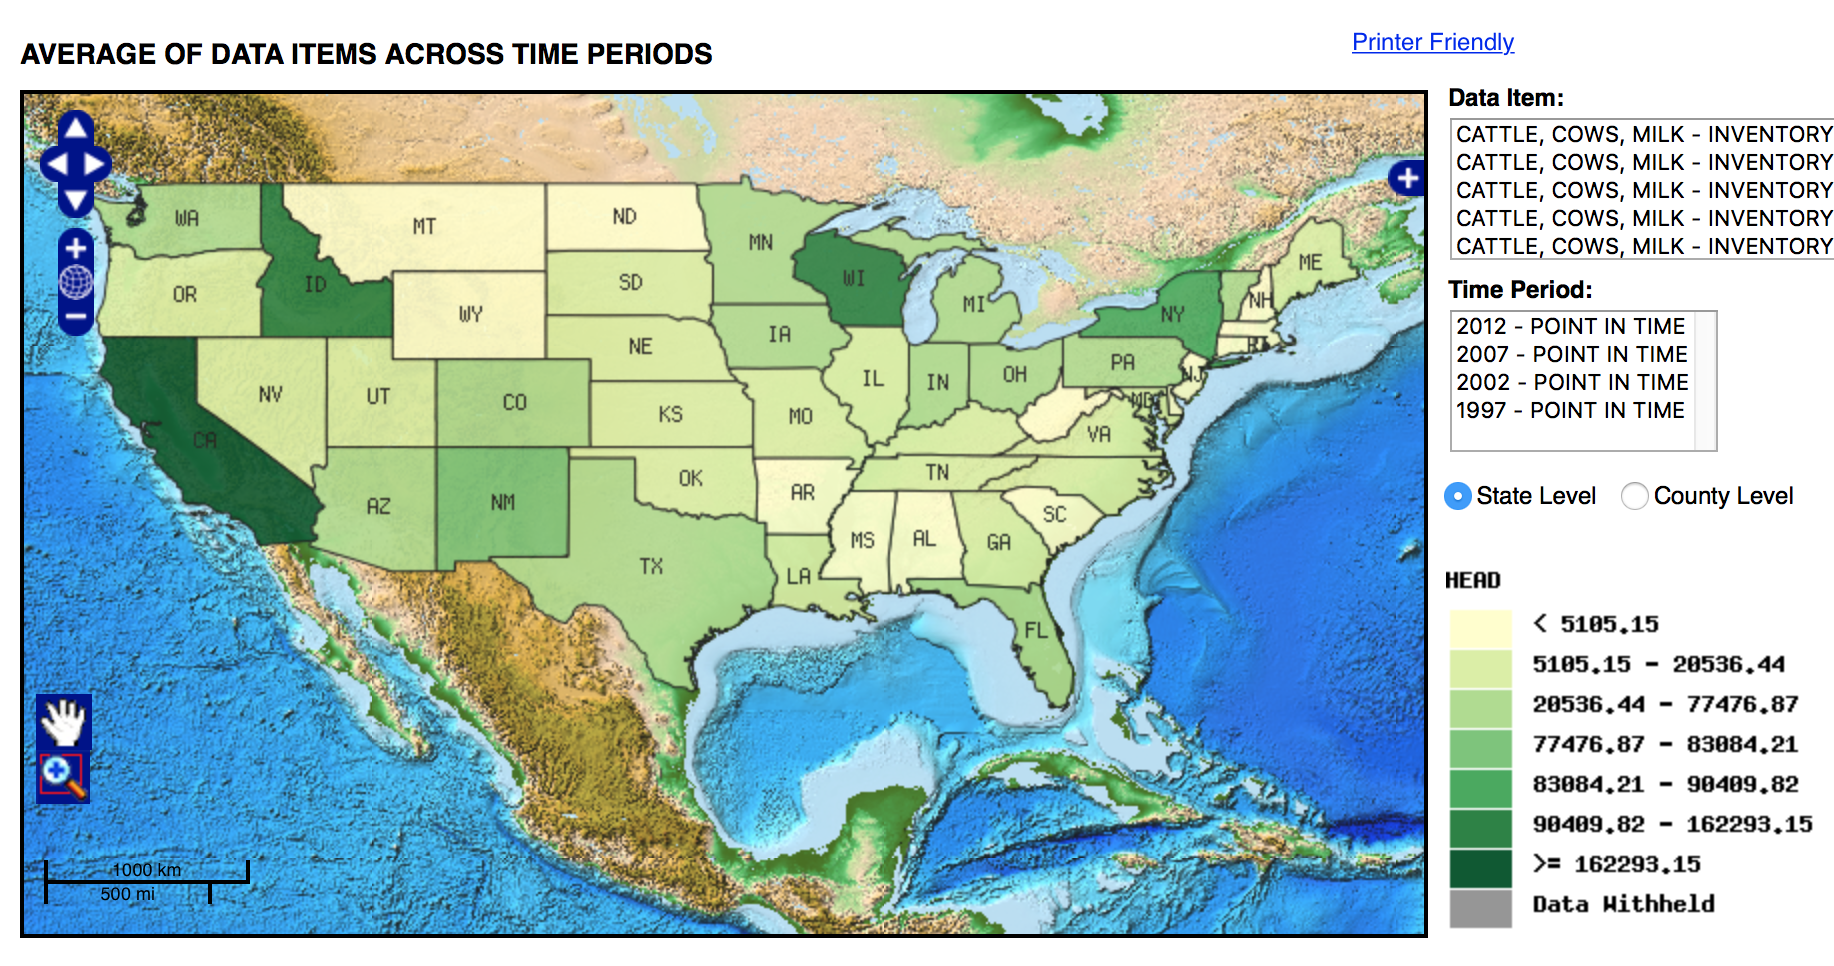 Printer Friendly
AVERAGE OF DATA ITEMS ACROSS TIME PERIODS
Data Item:
CATTLE, COWS, MILK - INVENTORY
CATTLE, COWS, MILK - INVENTORY
CATTLE, COWS, MILK - INVENTORY
CATTLE, COWS, MILK - INVENTORY
CATTLE, COWS, MILK - INVENTORY
Time Period:
2012 - POINT IN TIME
2007 - POINT IN TIME
2002 - POINT IN TIME
1997 - POINT IN TIME
State Level
County Level
HEAD
< 5105.15
5105.15 - 20536.44
20536.44 - 77476.87
77476.87 - 83084.21
83084.21 - 90409.82
90409.82 - 162293.15
>= 162293.15
Data Withheld
WA
MT
ND
MN
OR
ID
WY
SD
WI
MI
NY
NH
ME
NE
IA
PA
NJ
NV
UT
CO
KS
MO
IL
IN
OH
MD
VA
CA
AZ
NM
OK
AR
TN
SC
TX
LA
MS
AL
GA
FL
1000 km
500 mi